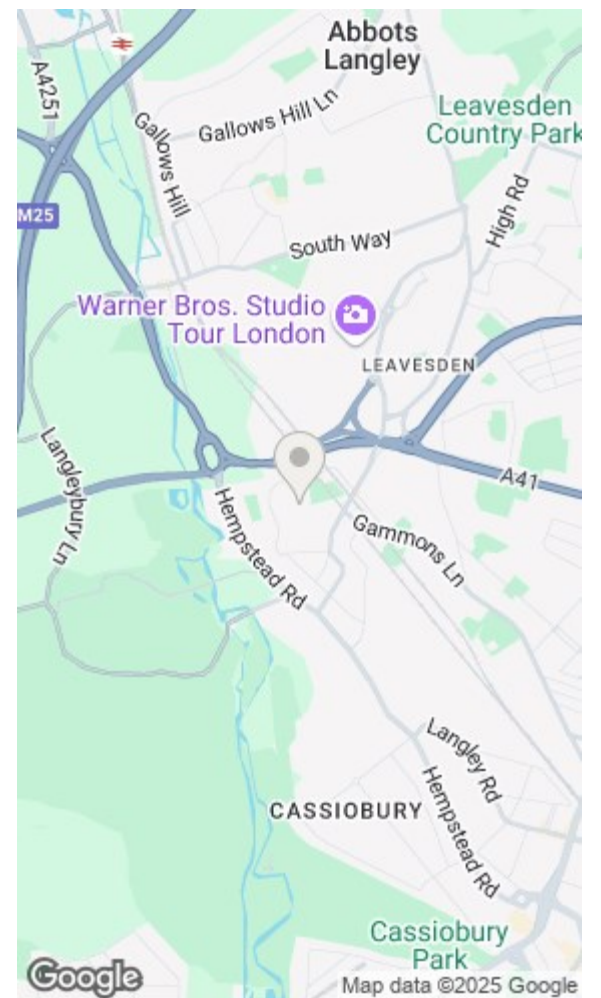 Abbots
Langley
A4251
Gallows Hill Ln
Leavesden
Country Park
Gallows Hill
M25
High Rd
South Way
Warner Bros. Studio
Tour London
LEAVESDEN
Langleybury Ln
A41
Hempstead Rd
Gammons Ln
Langley Rd
CASSIOBURY
Hempstead Rd
Cassiobury
Park
Google
Map data ©2025 Google